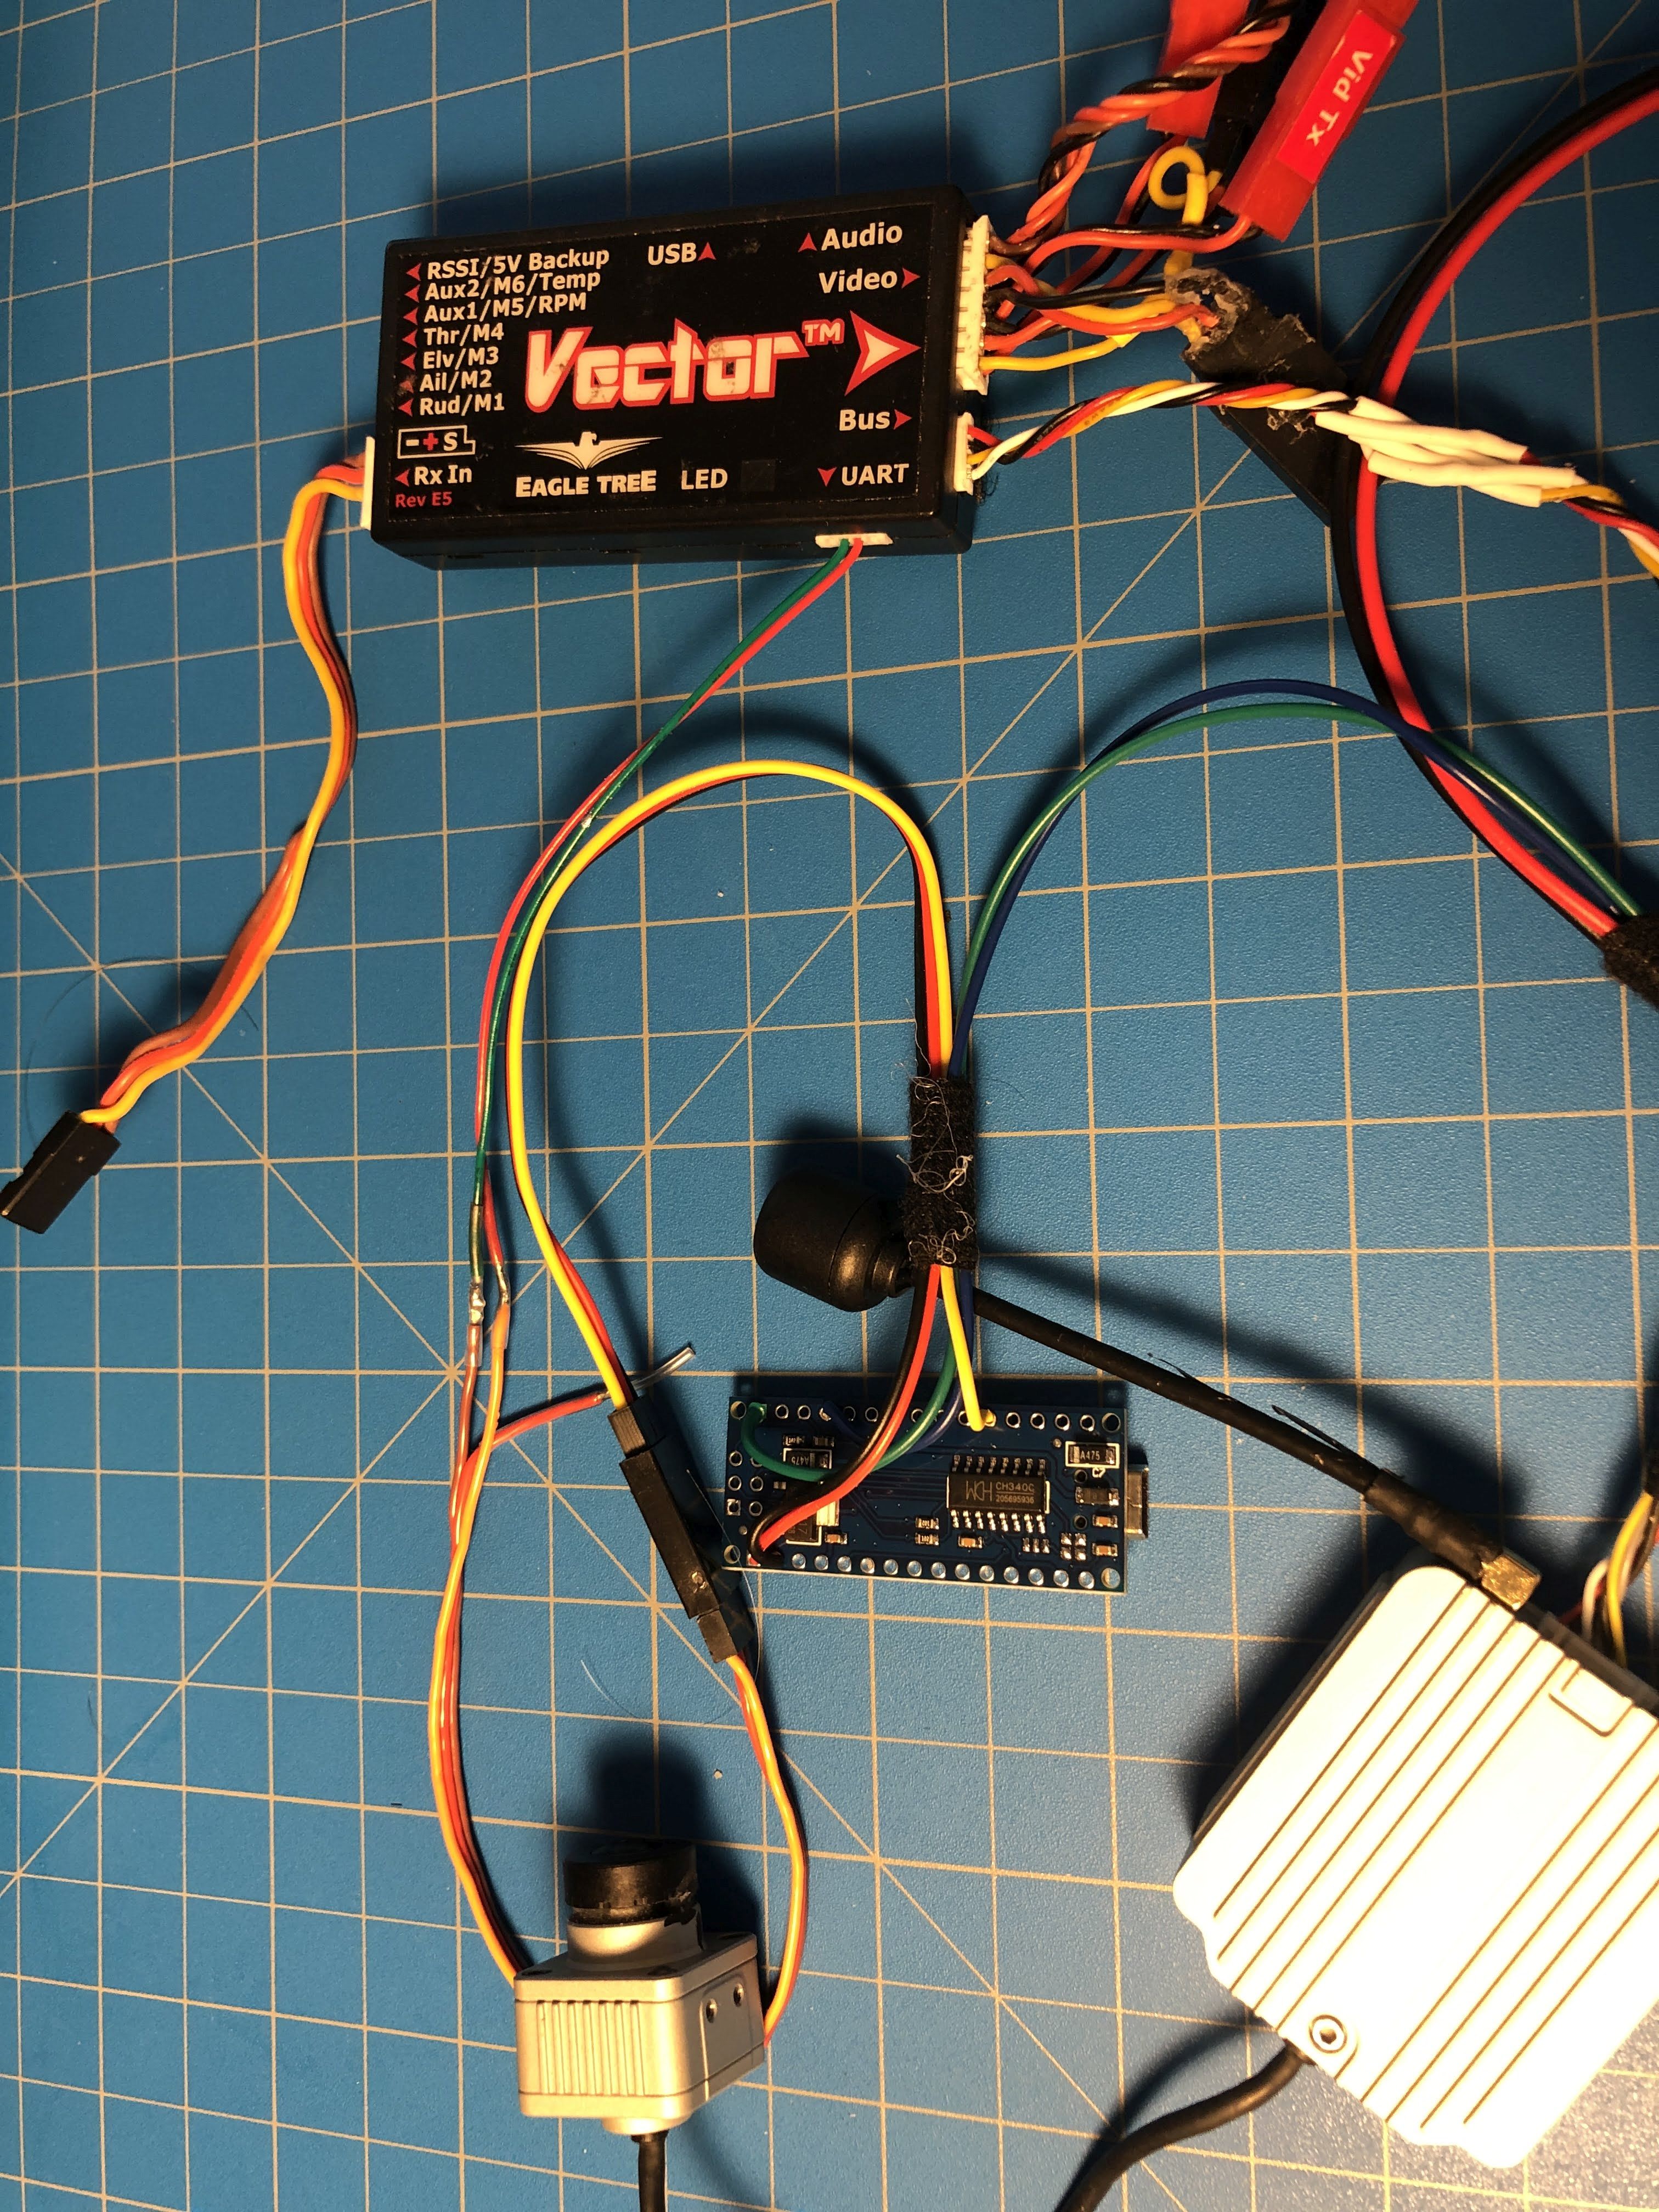 Vid Tx
RSSI/5V Backup
Aux2/M6/Temp
Aux1/M5/RPM
Thr/M4
Elv/M3
Ail/M2
Rud/M1
- + S
Rx In
Rev E5
USB
Audio
Video
Vector™
Bus
EAGLE TREE
LED
UART
A475
A475
CH340C